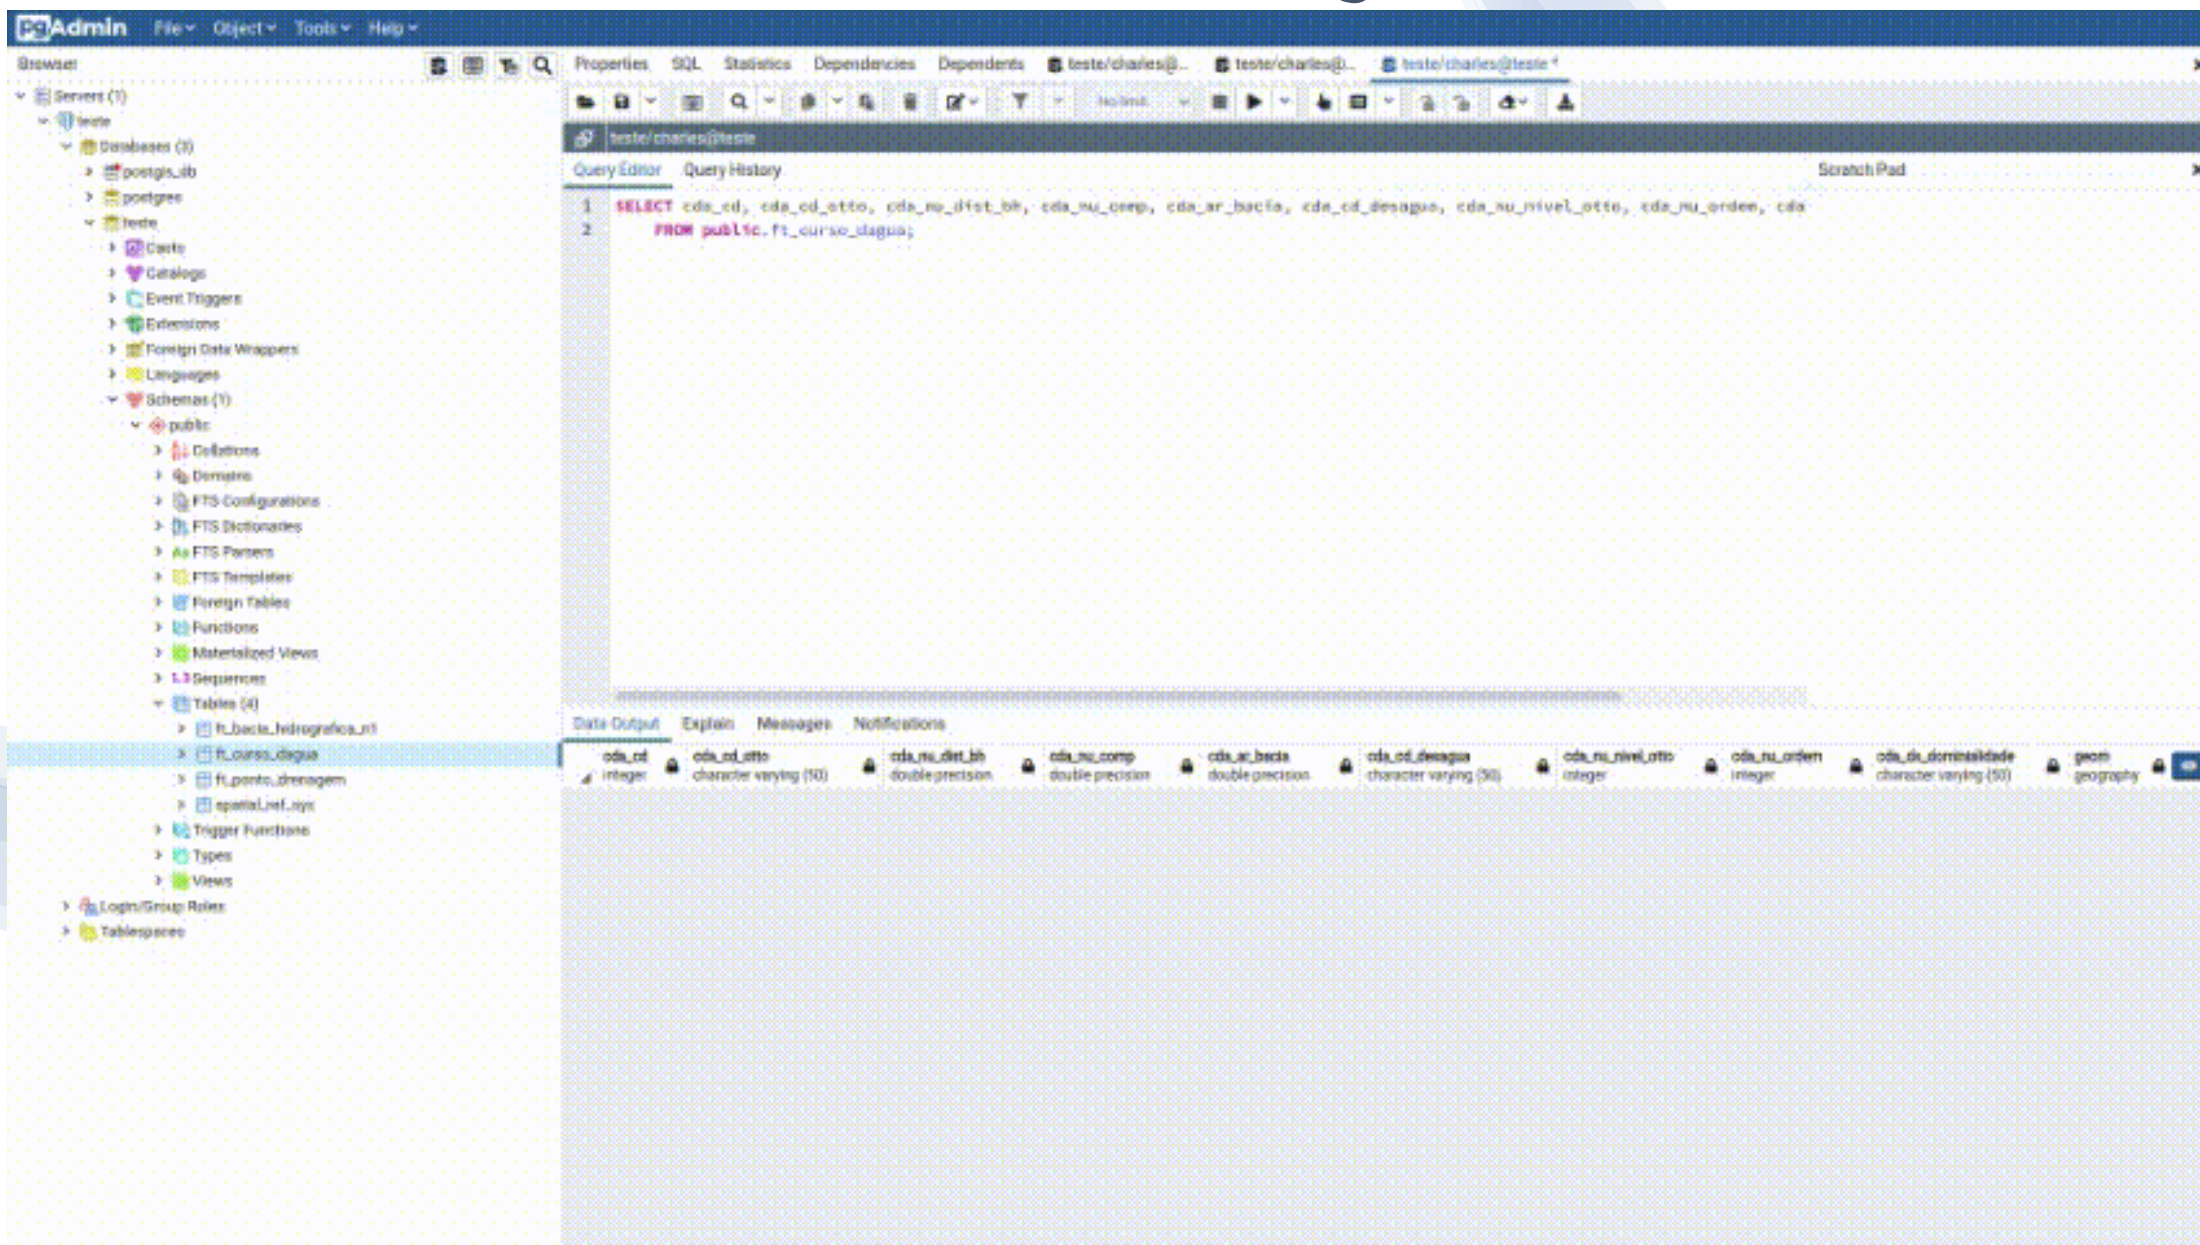 pgAdmin File Object Tools Help
Browser
Properties SQL Statistics Dependencies Dependents teste/charles@... teste/charles@... teste/charles@teste *
Servers (1)
teste
Databases (3)
postgis_db
postgres
teste
Casts
Catalogs
Event Triggers
Extensions
Foreign Data Wrappers
Languages
Schemas (1)
public
Collations
Domains
FTS Configurations
FTS Dictionaries
FTS Parsers
FTS Templates
Foreign Tables
Functions
Materialized Views
1..3 Sequences
Tables (4)
ft_bacia_hidrografica_n1
ft_curso_dagua
ft_ponto_drenagem
spatial_ref_sys
Trigger Functions
Types
Views
Login/Group Roles
Tablespaces
No limit
teste/charles@teste
Query Editor Query History
Scratch Pad
1 SELECT cda_cd, cda_cd_otto, cda_nu_dist_bh, cda_nu_comp, cda_ar_bacia, cda_cd_desagua, cda_nu_nivel_otto, cda_nu_ordem, cda
2 FROM public.ft_curso_dagua;
Data Output Explain Messages Notifications
cda_cd cda_cd_otto cda_nu_dist_bh cda_nu_comp cda_ar_bacia cda_cd_desagua cda_nu_nivel_otto cda_nu_ordem cda_ds_dominialidade geom
integer character varying (50) double precision double precision double precision character varying (50) integer integer character varying (50) geography